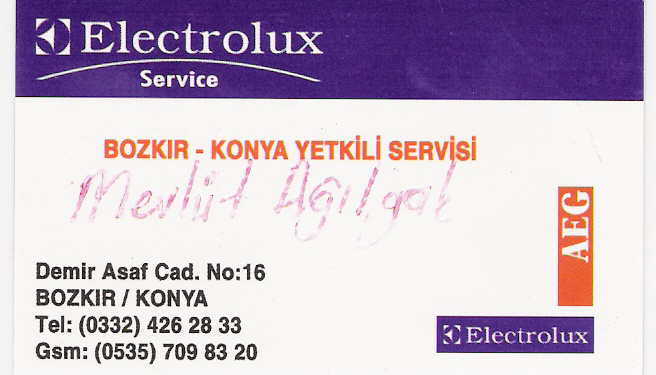 Electrolux
Service
BOZKIR - KONYA YETKİLİ SERVİSİ
Mevlüt
Demir Asaf Cad. No:16
BOZKIR / KONYA
Tel: (0332) 426 28 33
Gsm: (0535) 709 83 20
AEG
Electrolux